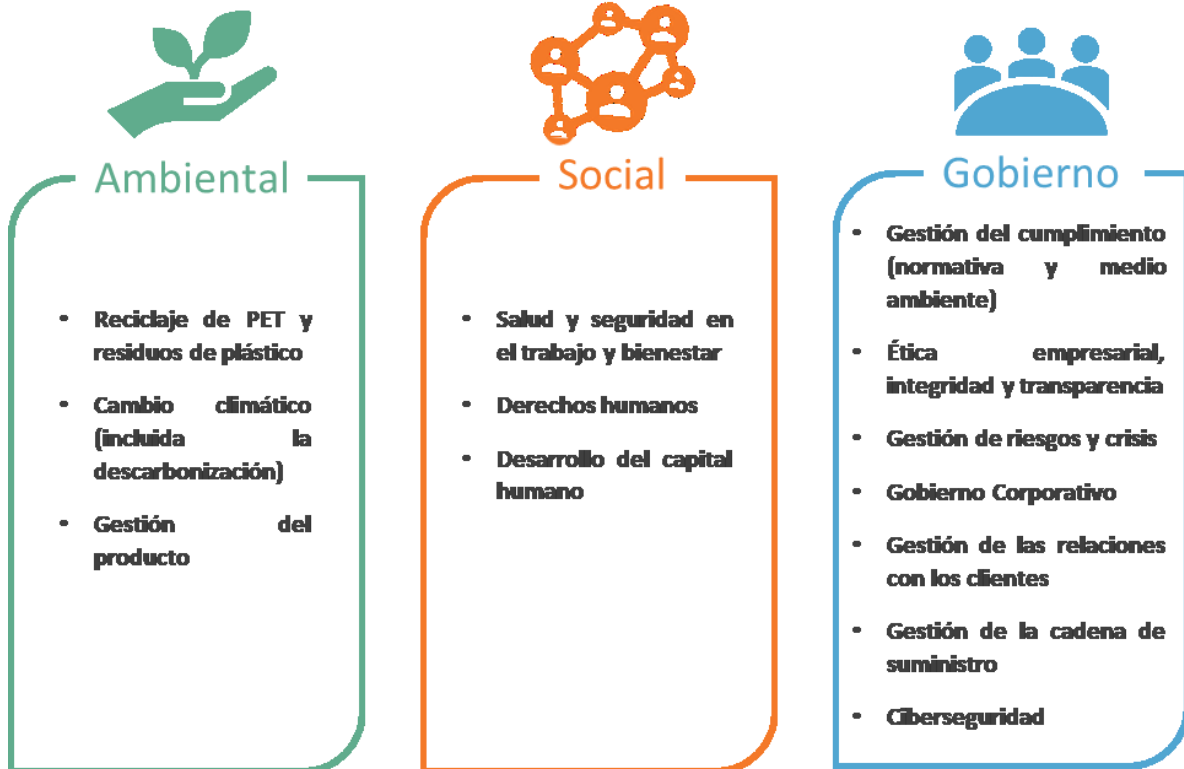 Ambiental
• Reciclaje de PET y
residuos de plástico
• Cambio climático
(incluida la
descarbonización)
• Gestión del
producto
Social
• Salud y seguridad en
el trabajo y bienestar
• Derechos humanos
• Desarrollo del capital
humano
Gobierno
• Gestión del cumplimiento
(normativa y medio
ambiente)
• Ética empresarial,
integridad y transparencia
• Gestión de riesgos y crisis
• Gobierno Corporativo
• Gestión de las relaciones
con los clientes
• Gestión de la cadena de
suministro
• Ciberseguridad